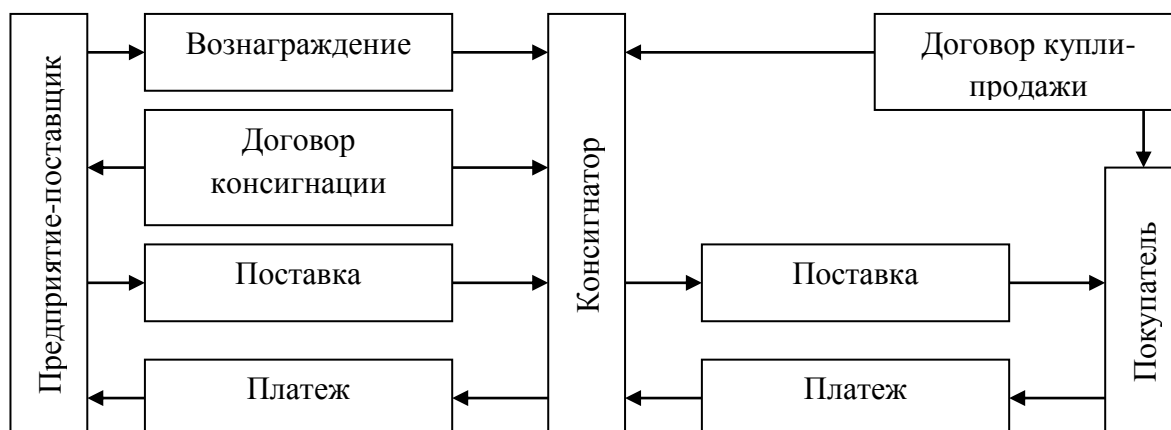 Предприятие-поставщик
Вознаграждение
Договор
консигнации
Поставка
Платеж
Консигнатор
Договор купли-
продажи
Поставка
Платеж
Покупатель